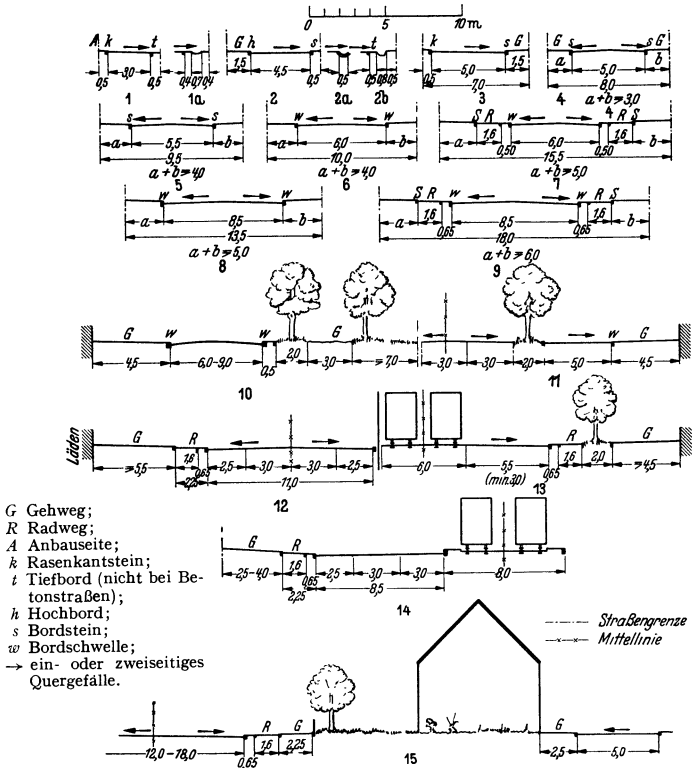 0 5 10 m
A k t G h s t k s G G s s G
0,5 3,0 0,5 0,4 0,7 0,4 1,5 4,5 0,5 0,5 0,5 0,8 0,5 0,5 5,0 1,5 a 5,0 b
7,0 8,0
1 1a 2 2a 2b 3 4 a+b ≥ 3,0
s s w w S R w w R S
a 5,5 b a 6,0 b a 1,6 6,0 1,6 b
0,50 0,50
9,5 10,0 15,5
a+b ≥ 4,0 a+b ≥ 4,0 a+b ≥ 5,0
5 6 7
w w S R w w R S
a 8,5 b a 1,6 8,5 1,6 b
0,65 0,65
13,5 18,0
a+b ≥ 5,0 a+b ≥ 6,0
8 9
G w w G w G
4,5 6,0-9,0 0,5 2,0 3,0 ≥ 7,0 3,0 3,0 2,0 5,0 4,5
10 11
Läden G R R G
≥ 5,5 1,6 0,65 2,5 3,0 3,0 2,5 6,0 5,5 0,65 1,6 2,0 ≥ 4,5
2,25 11,0 (min.3,0)
12 13
G R
2,5-4,0 1,6 0,65 2,5 3,0 3,0 8,0
2,25 8,5
14
G Gehweg;
R Radweg;
A Anbauseite;
k Rasenkantstein;
t Tiefbord (nicht bei Be-
tonstraßen);
h Hochbord;
s Bordstein;
w Bordschwelle;
→ ein- oder zweiseitiges
Quergefälle.
Straßengrenze
Mittellinie
R G G
12,0-18,0 0,65 1,6 2,25 2,5 5,0
15